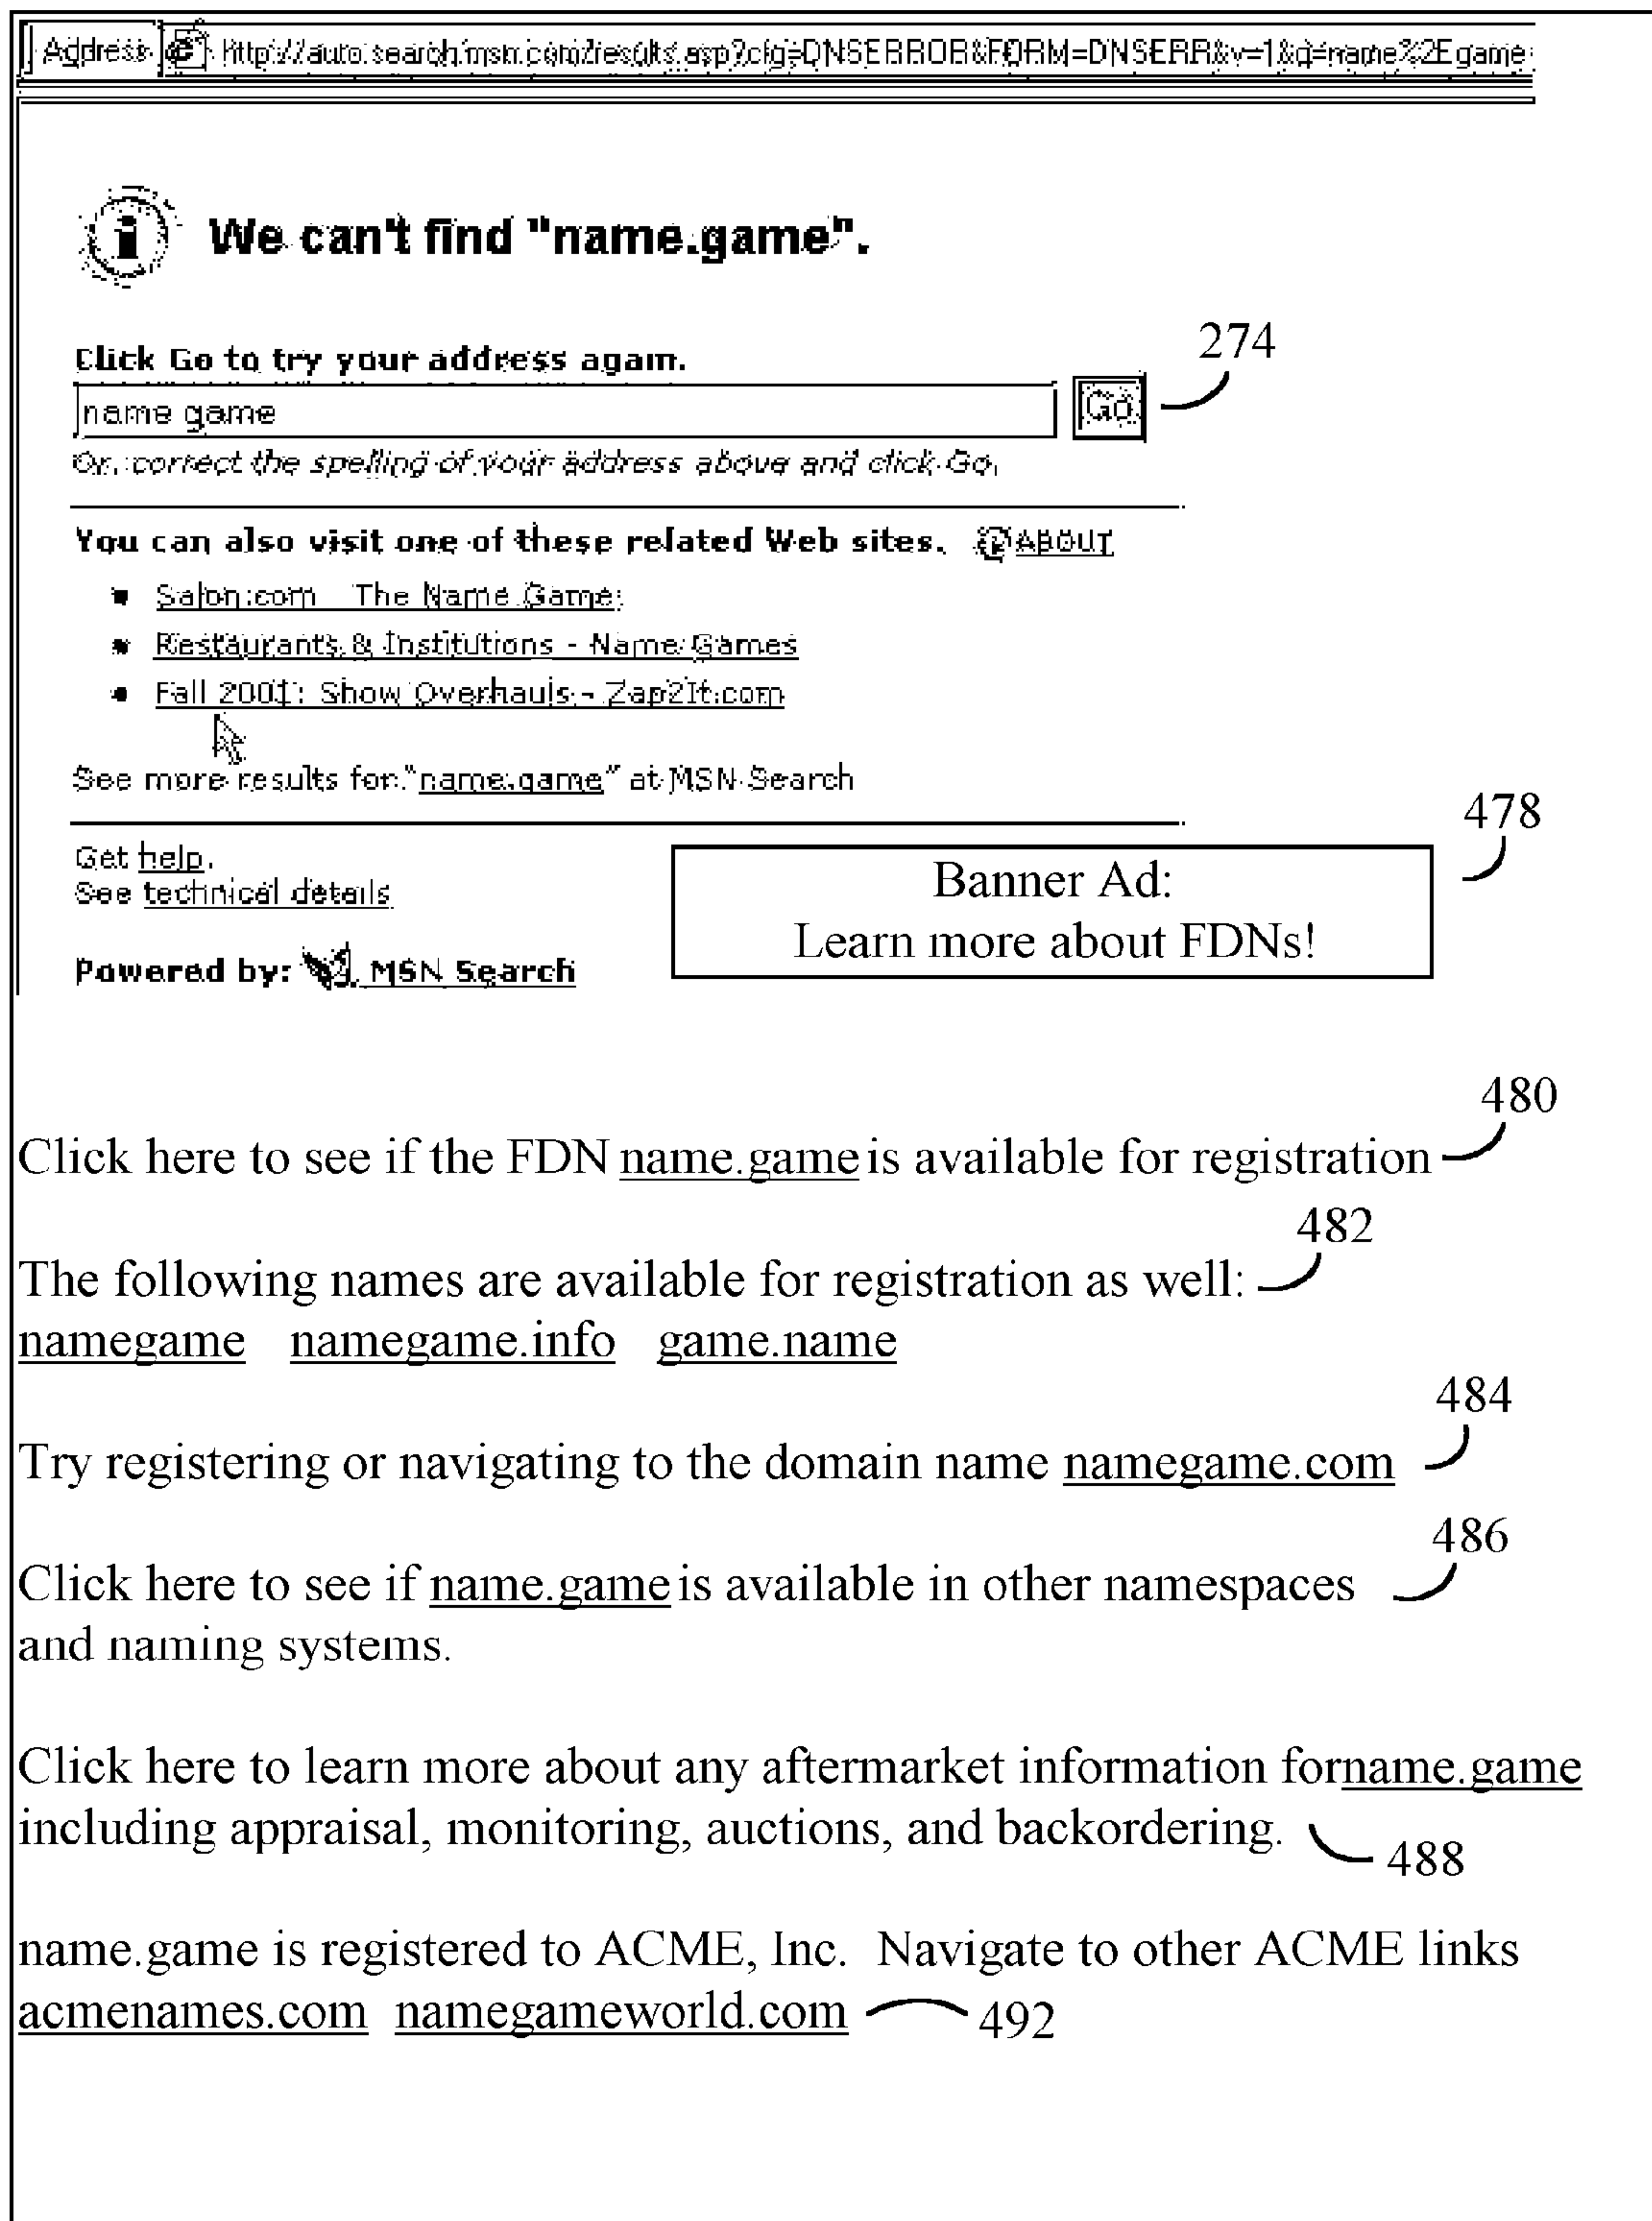 Address http://auto.search.msn.com/results.asp?cfg=DNSERROR&FORM=DNSERR&v=1&q=name%2Egame
We can't find "name.game".
274
Click Go to try your address again.
name game Go
Or, correct the spelling of your address above and click Go.
You can also visit one of these related Web sites. ABOUT
Salon.com The Name Game
Restaurants & Institutions - Name Games
Fall 2001: Show Overhauls - Zap2It.com
See more results for "name.game" at MSN Search
478
Get help.
See technical details
Banner Ad:
Learn more about FDNs!
Powered by: MSN Search
480
Click here to see if the FDN name.game is available for registration
482
The following names are available for registration as well:
namegame namegame.info game.name
484
Try registering or navigating to the domain name namegame.com
486
Click here to see if name.game is available in other namespaces
and naming systems.
Click here to learn more about any aftermarket information forname.game
including appraisal, monitoring, auctions, and backordering.
488
name.game is registered to ACME, Inc. Navigate to other ACME links
acmenames.com namegameworld.com 492